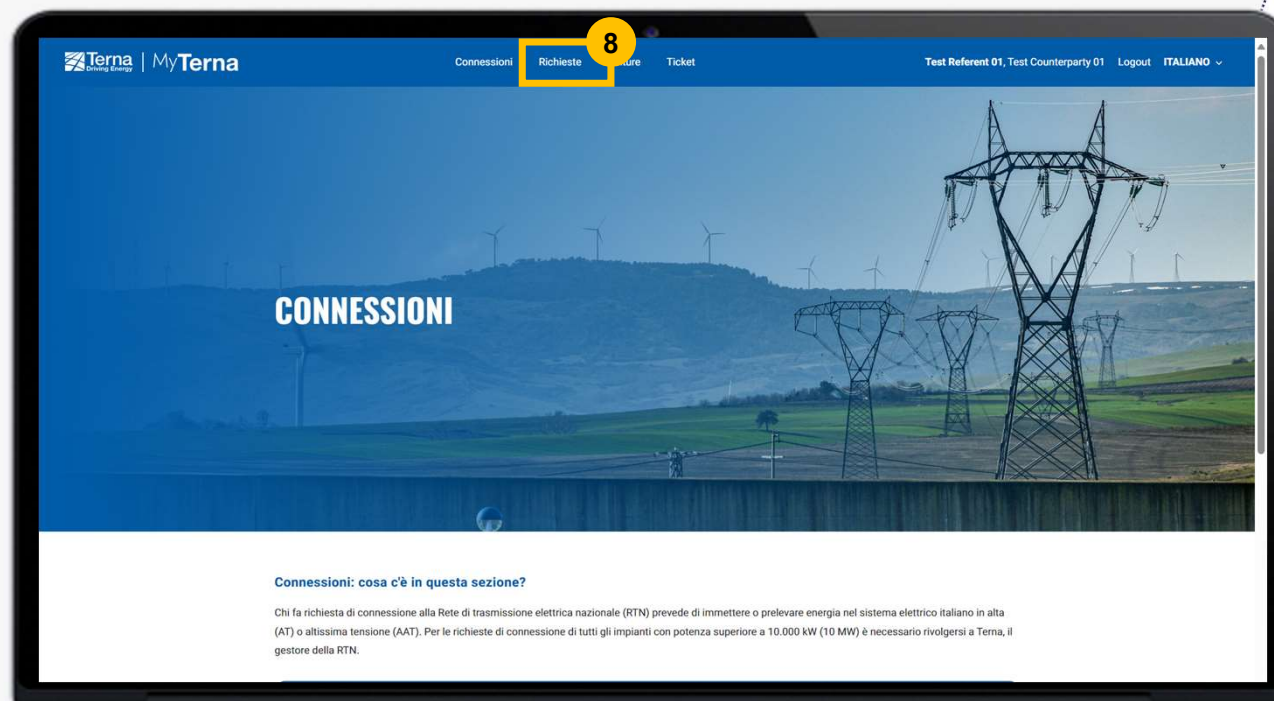 8
Terna
Driving Energy
MyTerna
Connessioni Richieste Ticket
Test Referent 01, Test Counterparty 01 Logout ITALIANO
CONNESSIONI
Connessioni: cosa c'è in questa sezione?
Chi fa richiesta di connessione alla Rete di trasmissione elettrica nazionale (RTN) prevede di immettere o prelevare energia nel sistema elettrico italiano in alta
(AT) o altissima tensione (AAT). Per le richieste di connessione di tutti gli impianti con potenza superiore a 10.000 kW (10 MW) è necessario rivolgersi a Terna, il
gestore della RTN.